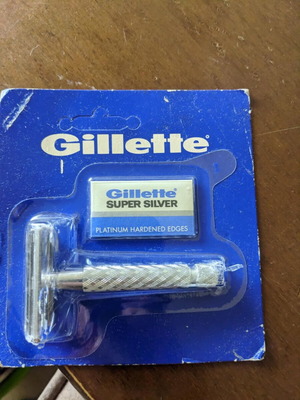 Gillette
Gillette
SUPER SILVER
PLATINUM HARDENED EDGES